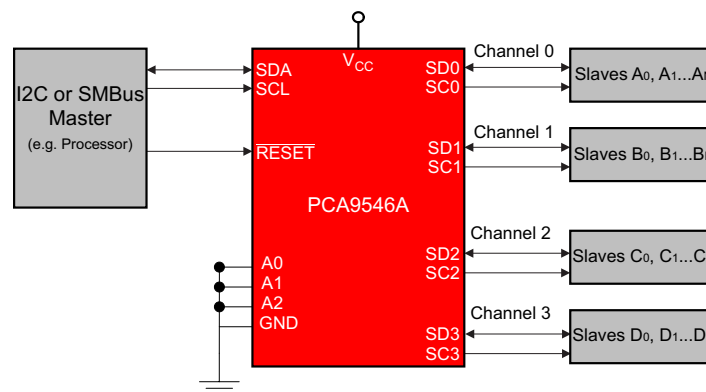 Channel 0
V_CC
SDA
SCL
SD0
SC0
Slaves A0, A1...A
I2C or SMBus
Master
(e.g. Processor)
Channel 1
RESET
SD1
SC1
Slaves B0, B1...B
PCA9546A
Channel 2
SD2
SC2
Slaves C0, C1...C
A0
A1
A2
GND
Channel 3
SD3
SC3
Slaves D0, D1...D